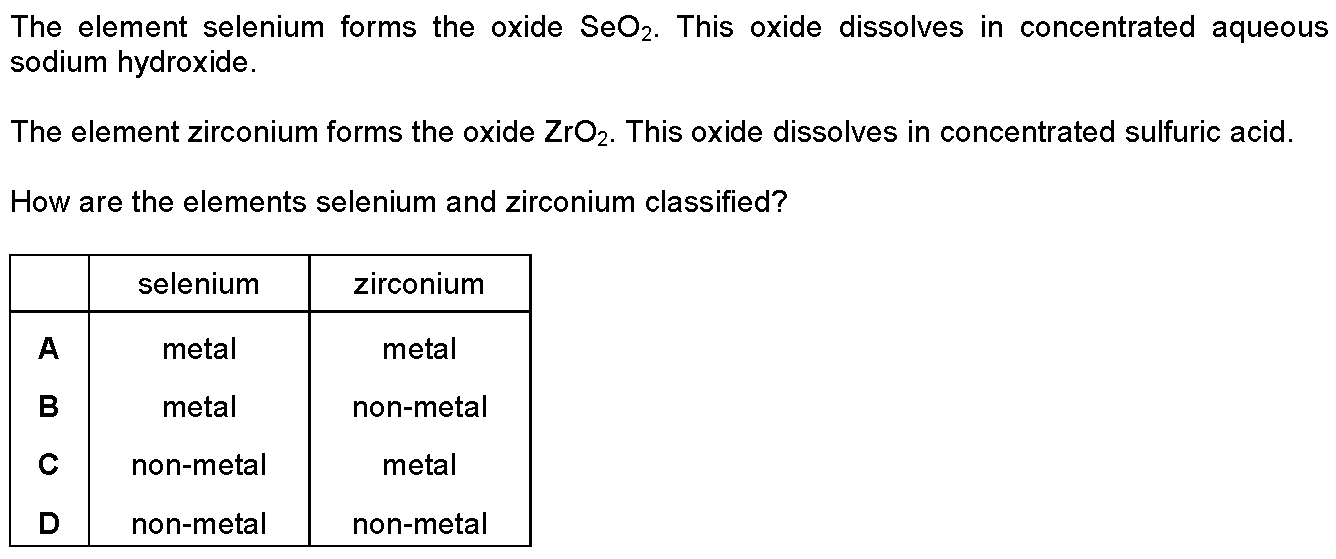 The element selenium forms the oxide SeO₂. This oxide dissolves in concentrated aqueous
sodium hydroxide.
The element zirconium forms the oxide ZrO₂. This oxide dissolves in concentrated sulfuric acid.
How are the elements selenium and zirconium classified?
selenium zirconium
A metal metal
B metal non-metal
C non-metal metal
D non-metal non-metal